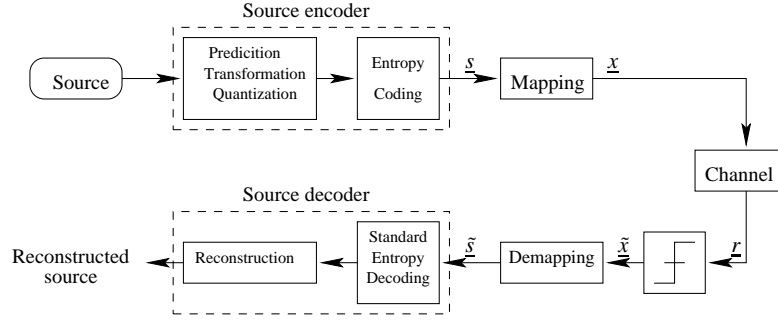 Source encoder
Source
Predicition
Transformation
Quantization
Entropy
Coding
s
Mapping
x
Channel
Source decoder
Reconstructed
source
Reconstruction
Standard
Entropy
Decoding
s̃
Demapping
x̃
r